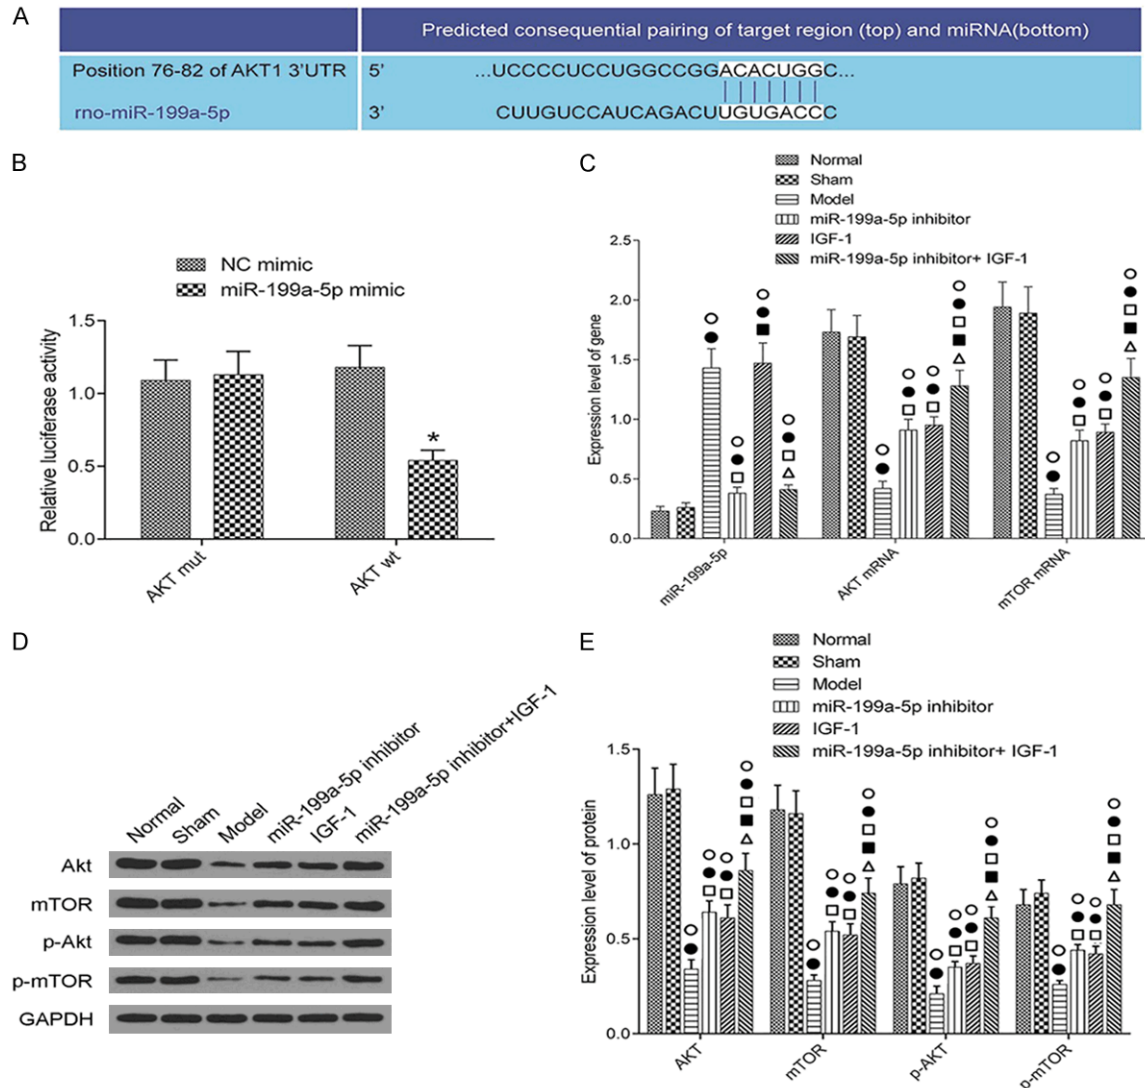 A
Predicted consequential pairing of target region (top) and miRNA(bottom)
Position 76-82 of AKT1 3'UTR 5' ...UCCCCUCCUGGCCGGACACUGGC...
rno-miR-199a-5p 3' CUUGUCCAUCAGACUUGUGACCC
B
NC mimic
miR-199a-5p mimic
Relative luciferase activity
1.5
1.0
0.5
0.0
AKT mut
AKT wt
*
C
Normal
Sham
Model
miR-199a-5p inhibitor
IGF-1
miR-199a-5p inhibitor+ IGF-1
Expression level of gene
2.5
2.0
1.5
1.0
0.5
0.0
miR-199a-5p
AKT mRNA
mTOR mRNA
D
Normal
Sham
Model
miR-199a-5p inhibitor
IGF-1
miR-199a-5p inhibitor+IGF-1
Akt
mTOR
p-Akt
p-mTOR
GAPDH
E
Normal
Sham
Model
miR-199a-5p inhibitor
IGF-1
miR-199a-5p inhibitor+ IGF-1
Expression level of protein
1.5
1.0
0.5
0.0
AKT
mTOR
p-AKT
p-mTOR